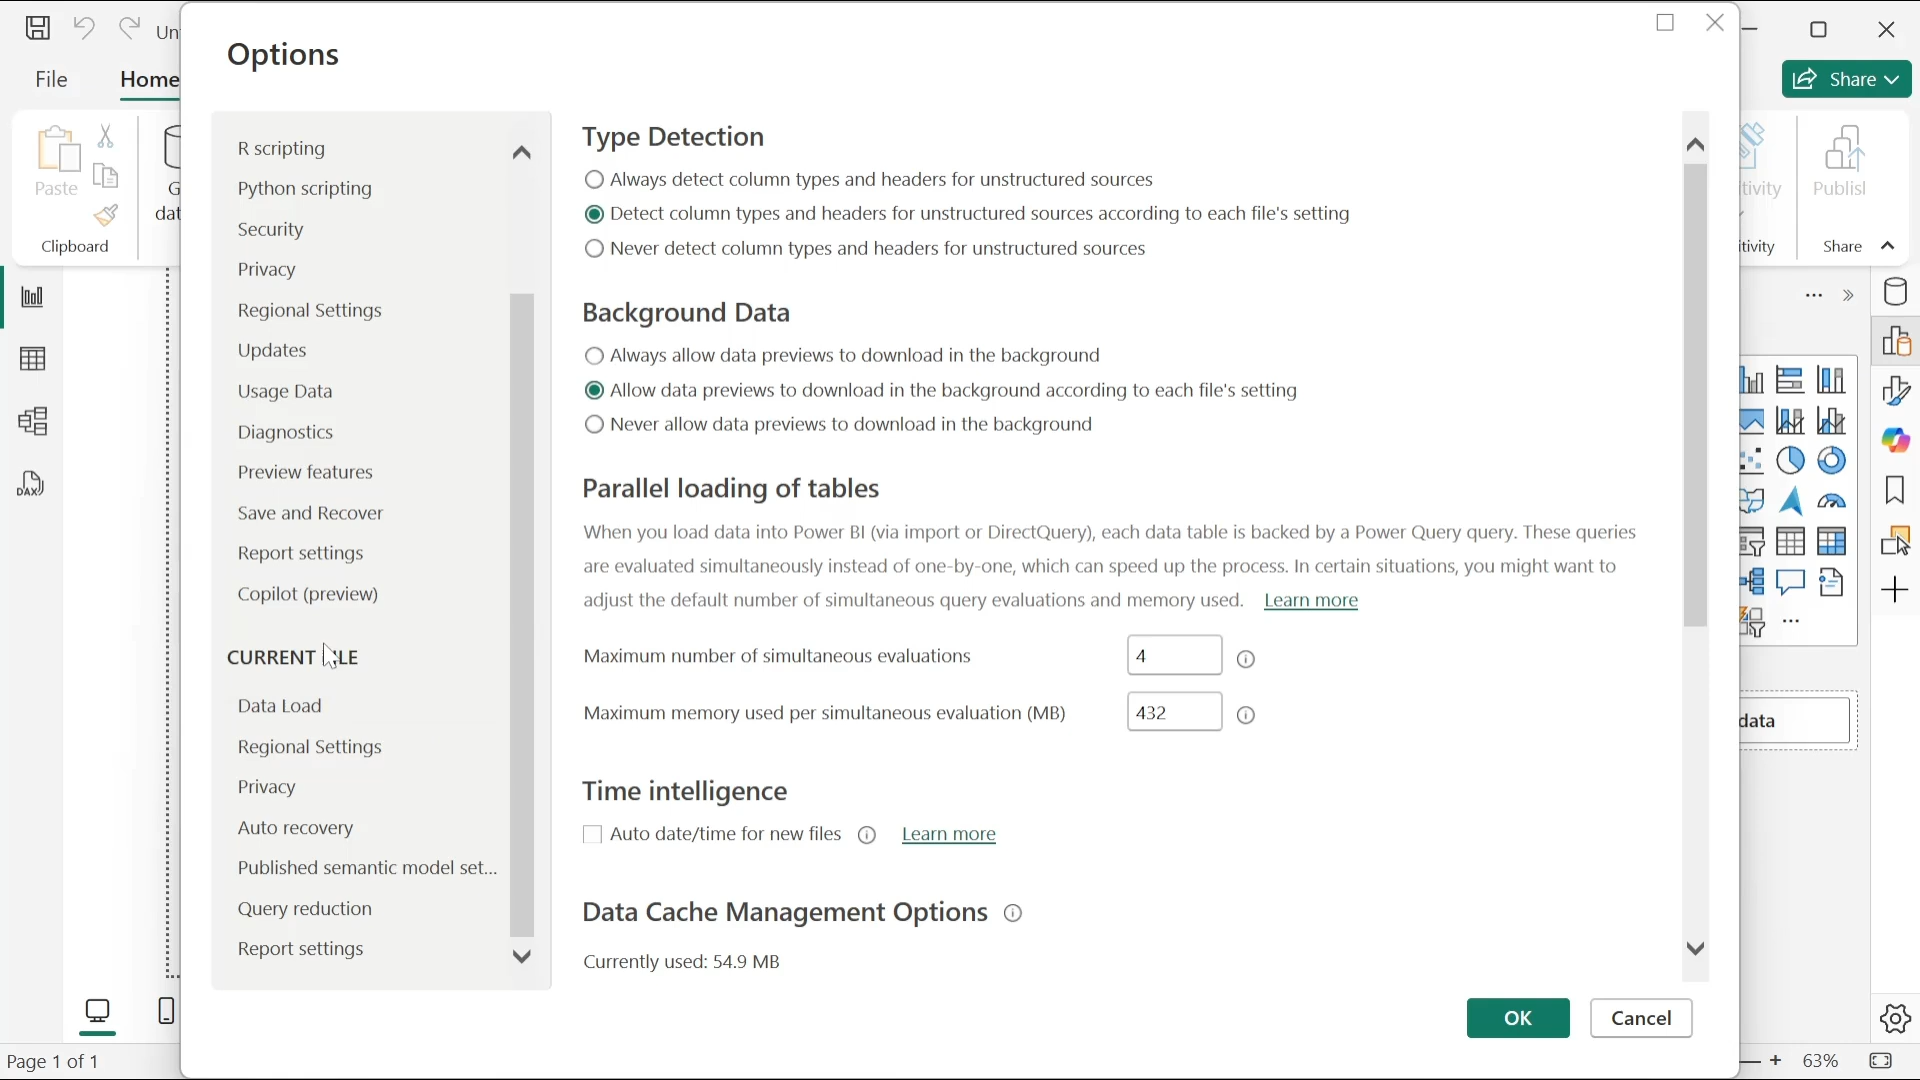 Un
Options
File
Home
Share
Paste
G
dat
Clipboard
tivity
itivity
Publisl
Share
R scripting
Python scripting
Security
Privacy
Regional Settings
Updates
Usage Data
Diagnostics
Preview features
Save and Recover
Report settings
Copilot (preview)
CURRENT FILE
Data Load
Regional Settings
Privacy
Auto recovery
Published semantic model set...
Query reduction
Report settings
Type Detection
Always detect column types and headers for unstructured sources
Detect column types and headers for unstructured sources according to each file's setting
Never detect column types and headers for unstructured sources
Background Data
Always allow data previews to download in the background
Allow data previews to download in the background according to each file's setting
Never allow data previews to download in the background
Parallel loading of tables
When you load data into Power BI (via import or DirectQuery), each data table is backed by a Power Query query. These queries
are evaluated simultaneously instead of one-by-one, which can speed up the process. In certain situations, you might want to
adjust the default number of simultaneous query evaluations and memory used. Learn more
Maximum number of simultaneous evaluations 4
Maximum memory used per simultaneous evaluation (MB) 432
Time intelligence
Auto date/time for new files Learn more
Data Cache Management Options
Currently used: 54.9 MB
OK
Cancel
DAX
data
Page 1 of 1
63%